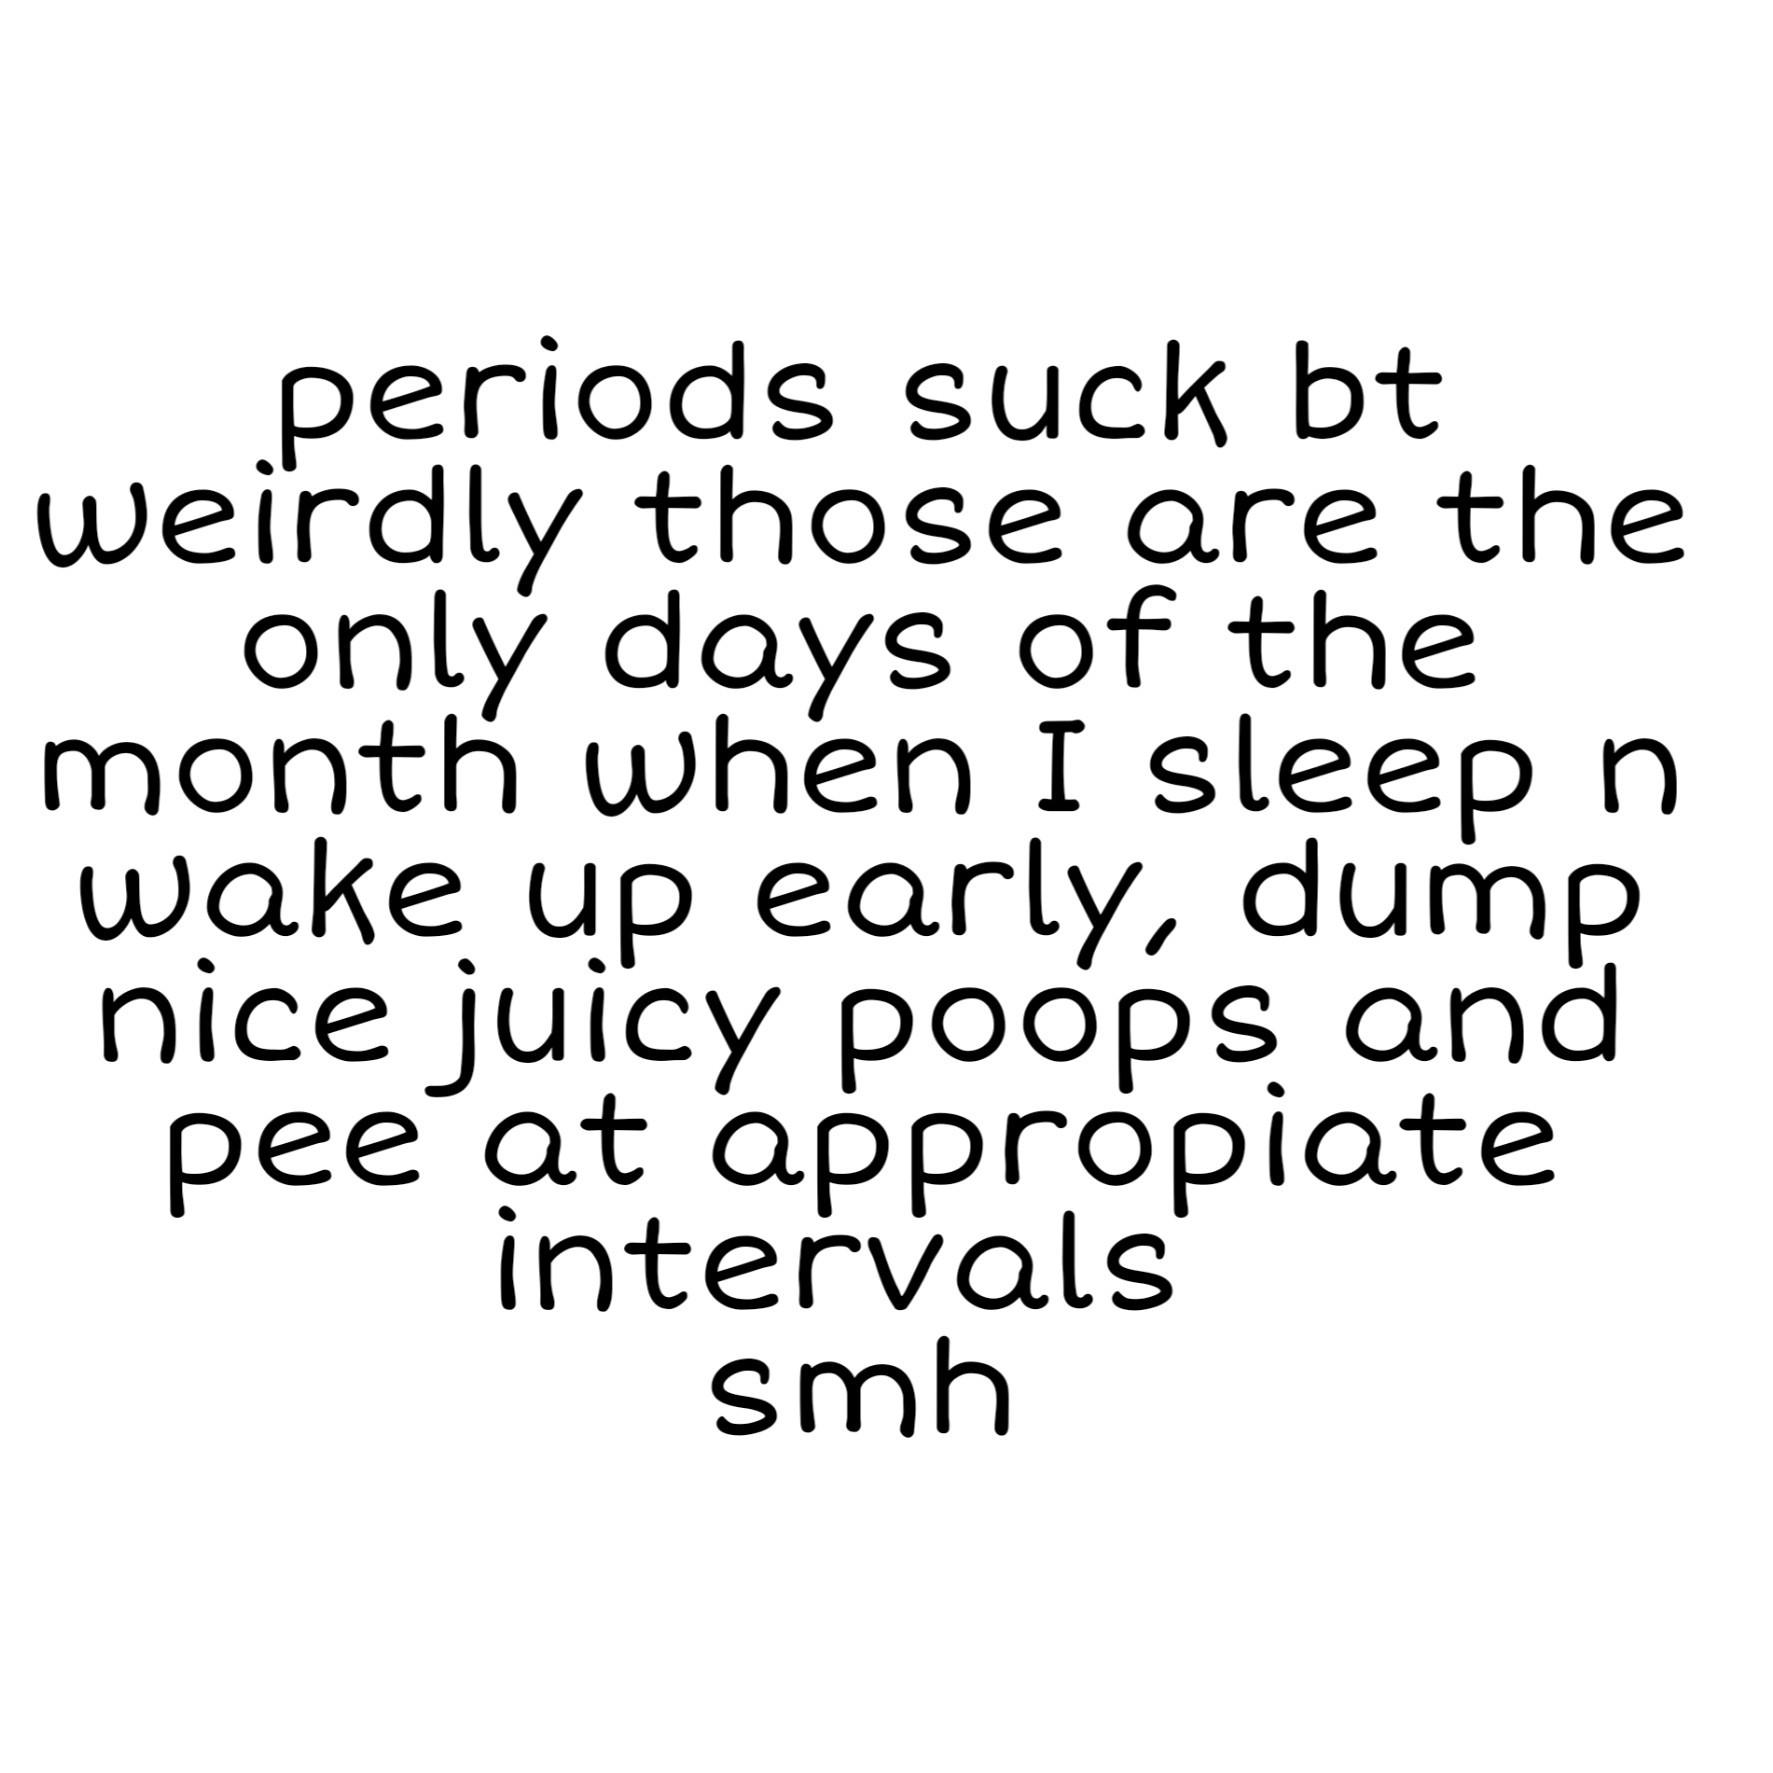 periods suck bt
weirdly those are the
only days of the
month when I sleep n
wake up early, dump
nice juicy poops and
pee at appropiate
intervals
smh